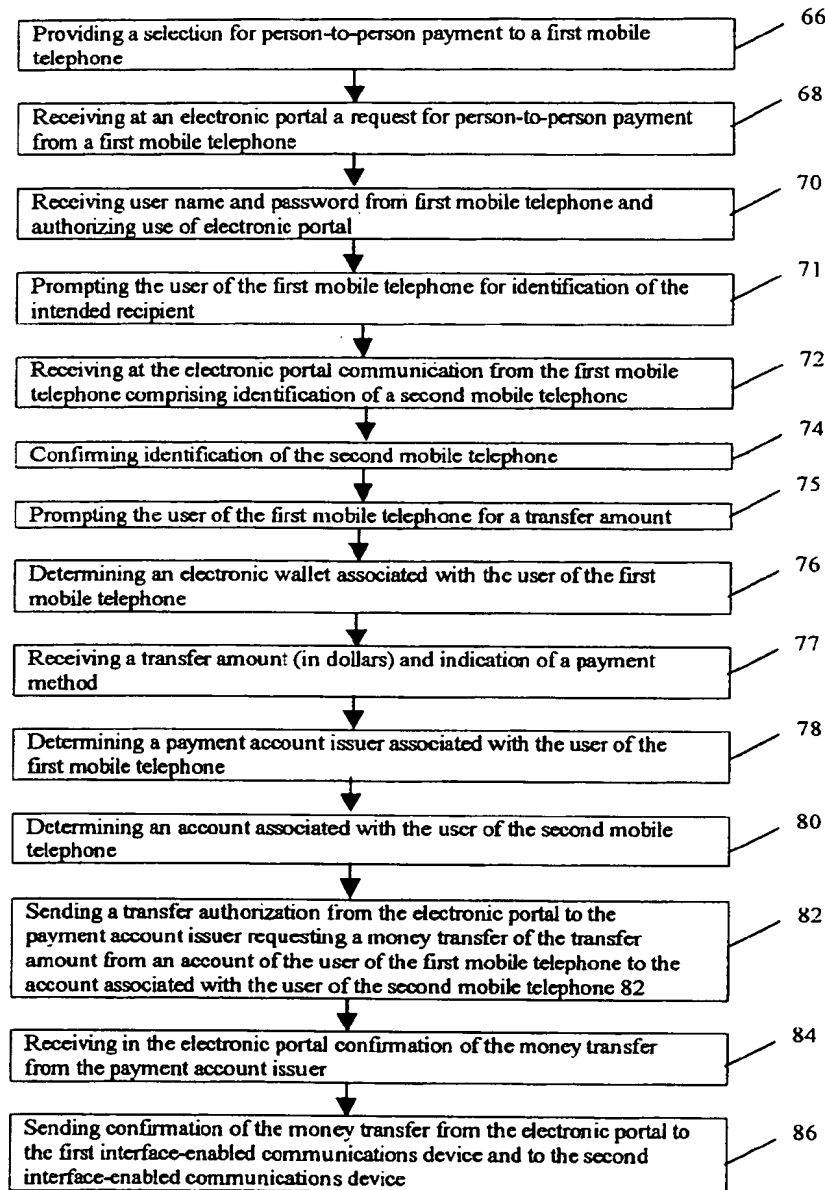 Providing a selection for person-to-person payment to a first mobile
telephone
66
Receiving at an electronic portal a request for person-to-person payment
from a first mobile telephone
68
Receiving user name and password from first mobile telephone and
authorizing use of electronic portal
70
Prompting the user of the first mobile telephone for identification of the
intended recipient
71
Receiving at the electronic portal communication from the first mobile
telephone comprising identification of a second mobile telephone
72
Confirming identification of the second mobile telephone
74
Prompting the user of the first mobile telephone for a transfer amount
75
Determining an electronic wallet associated with the user of the first
mobile telephone
76
Receiving a transfer amount (in dollars) and indication of a payment
method
77
Determining a payment account issuer associated with the user of the
first mobile telephone
78
Determining an account associated with the user of the second mobile
telephone
80
Sending a transfer authorization from the electronic portal to the
payment account issuer requesting a money transfer of the transfer
amount from an account of the user of the first mobile telephone to the
account associated with the user of the second mobile telephone 82
82
Receiving in the electronic portal confirmation of the money transfer
from the payment account issuer
84
Sending confirmation of the money transfer from the electronic portal to
the first interface-enabled communications device and to the second
interface-enabled communications device
86